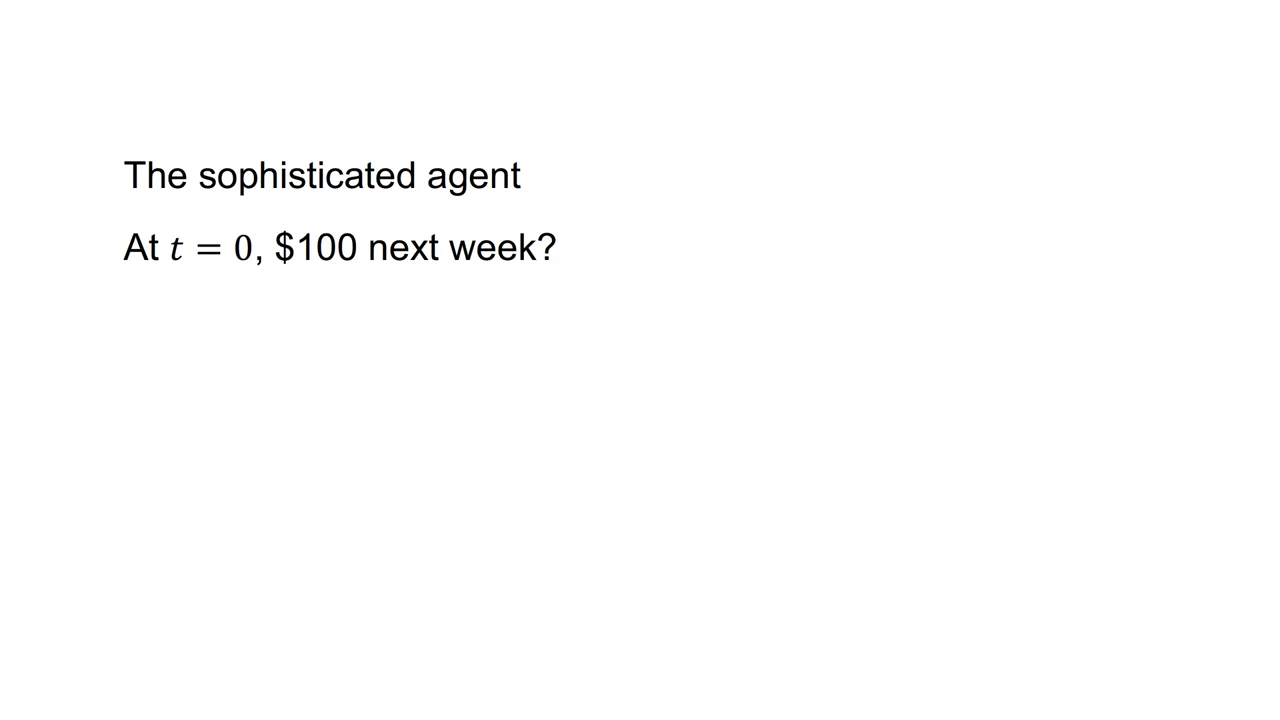 The sophisticated agent
At 𝑡 = 0, $100 next week?